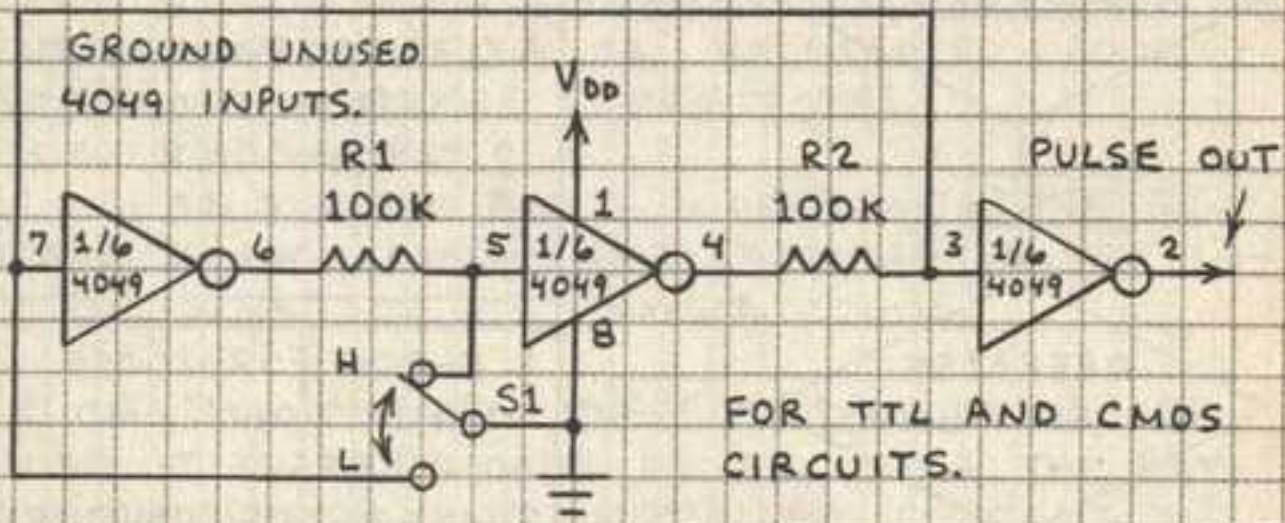 GROUND UNUSED
4049 INPUTS.
VDD
R1
100K
R2
100K
PULSE OUT
7
1/6
4049
6
5
1/6
4049
1
4
8
3
1/6
4049
2
H
S1
L
FOR TTL AND CMOS
CIRCUITS.